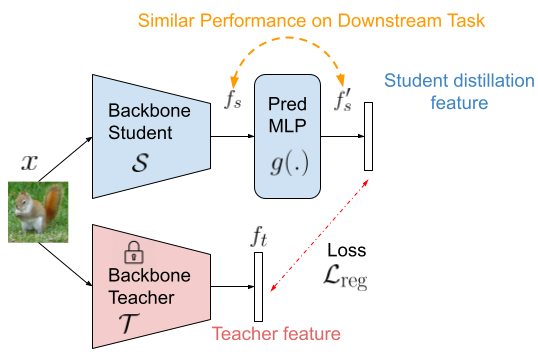 Similar Performance on Downstream Task
Backbone
Student
𝒮
f_s
Pred
MLP
g(.)
f'_s
Student distillation
feature
x
Backbone
Teacher
𝒯
f_t
Teacher feature
Loss
ℒ_reg